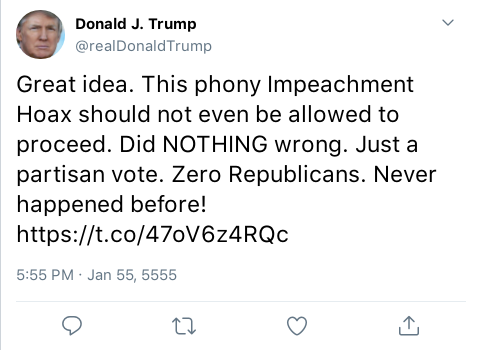 Donald J. Trump
@realDonaldTrump
Great idea. This phony Impeachment
Hoax should not even be allowed to
proceed. Did NOTHING wrong. Just a
partisan vote. Zero Republicans. Never
happened before!
https://t.co/47oV6z4RQc
5:55 PM · Jan 55, 5555